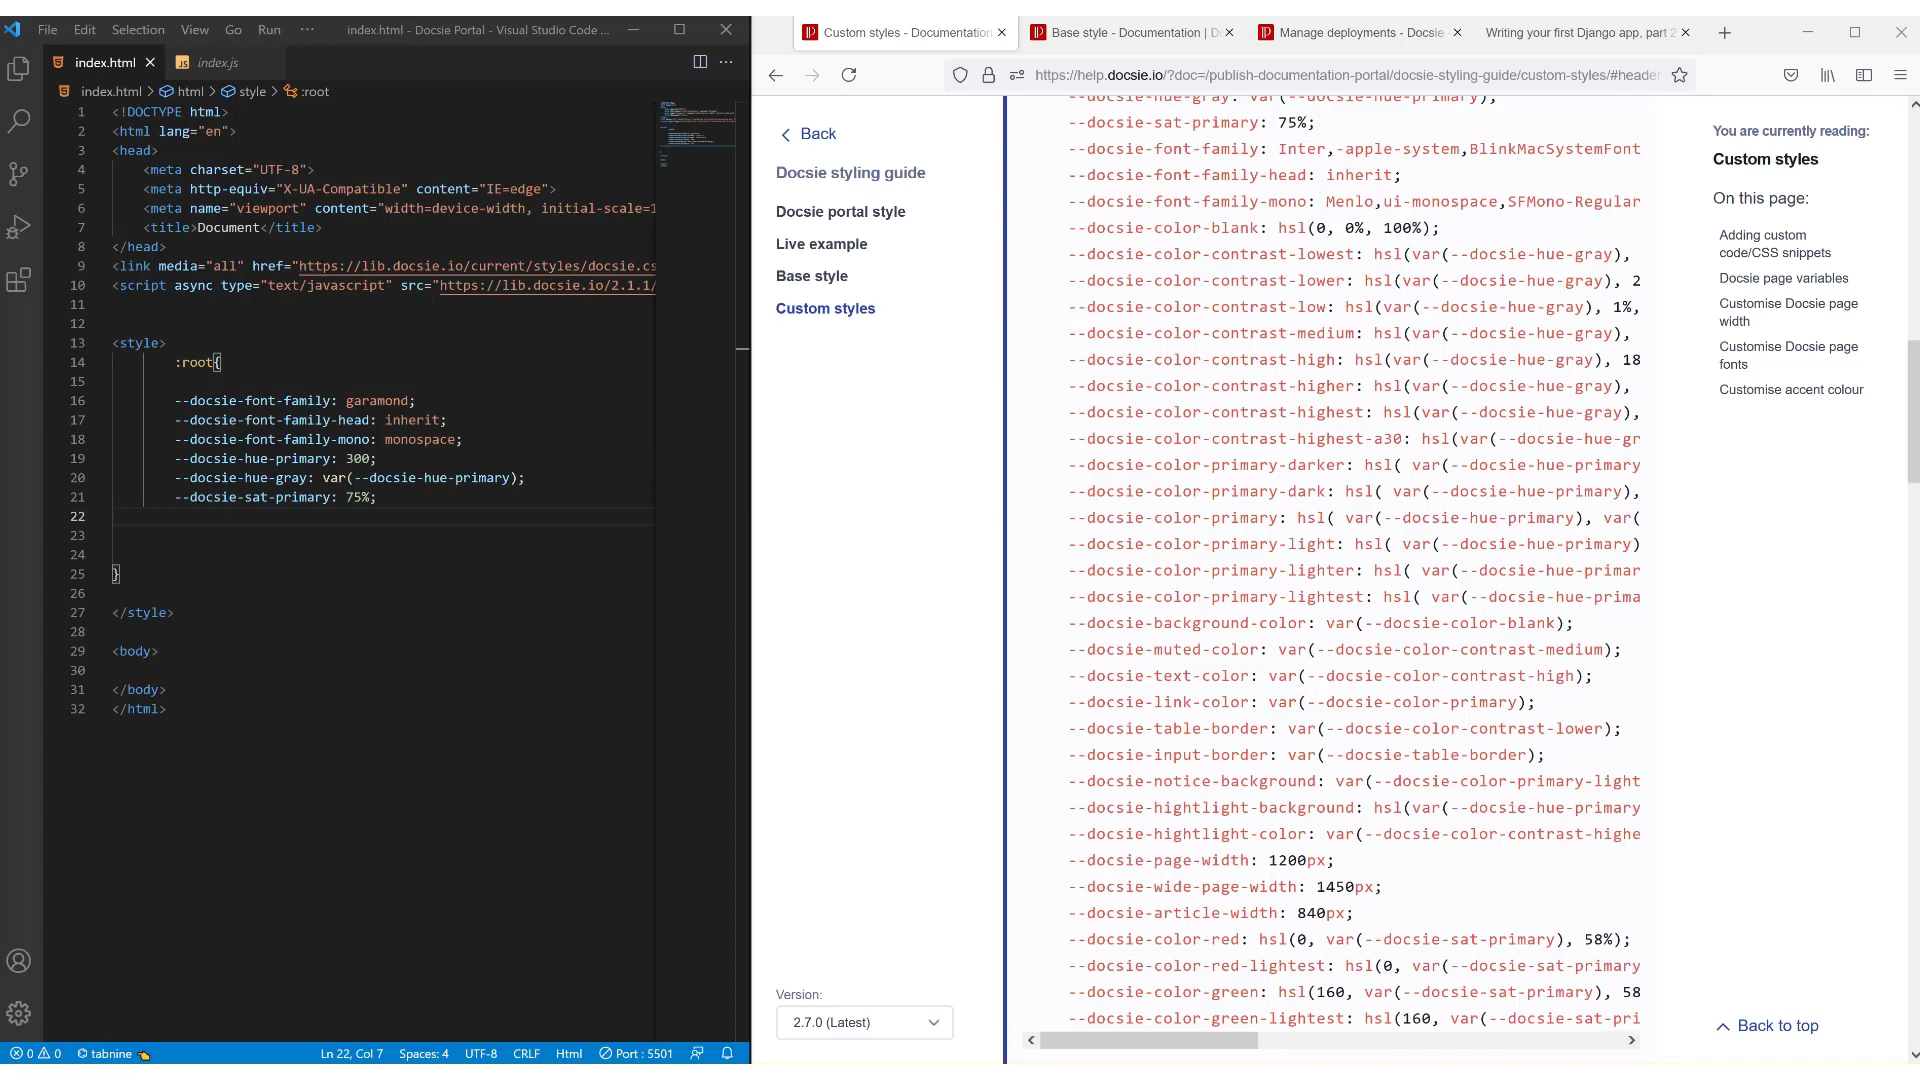 File Edit Selection View Go Run ··· index.html - Docsie Portal - Visual Studio Code ...
index.html JS index.js
index.html > html > style > :root
1 <!DOCTYPE html>
2 <html lang="en">
3 <head>
4 <meta charset="UTF-8">
5 <meta http-equiv="X-UA-Compatible" content="IE=edge">
6 <meta name="viewport" content="width=device-width, initial-scale=1
7 <title>Document</title>
8 </head>
9 <link media="all" href="https://lib.docsie.io/current/styles/docsie.cs
10 <script async type="text/javascript" src="https://lib.docsie.io/2.1.1/
11
12
13 <style>
14 :root{
15
16 --docsie-font-family: garamond;
17 --docsie-font-family-head: inherit;
18 --docsie-font-family-mono: monospace;
19 --docsie-hue-primary: 300;
20 --docsie-hue-gray: var(--docsie-hue-primary);
21 --docsie-sat-primary: 75%;
22
23
24
25 }
26
27 </style>
28
29 <body>
30
31 </body>
32 </html>
0 0 tabnine Ln 22, Col 7 Spaces: 4 UTF-8 CRLF Html Port : 5501
Custom styles - Documentation Base style - Documentation | D Manage deployments - Docsie Writing your first Django app, part 2
https://help.docsie.io/?doc=/publish-documentation-portal/docsie-styling-guide/custom-styles/#header
Back
Docsie styling guide
Docsie portal style
Live example
Base style
Custom styles
Version:
2.7.0 (Latest)
--docsie-hue-gray: var(--docsie-hue-primary);
--docsie-sat-primary: 75%;
--docsie-font-family: Inter,-apple-system,BlinkMacSystemFont
--docsie-font-family-head: inherit;
--docsie-font-family-mono: Menlo,ui-monospace,SFMono-Regular
--docsie-color-blank: hsl(0, 0%, 100%);
--docsie-color-contrast-lowest: hsl(var(--docsie-hue-gray),
--docsie-color-contrast-lower: hsl(var(--docsie-hue-gray), 2
--docsie-color-contrast-low: hsl(var(--docsie-hue-gray), 1%,
--docsie-color-contrast-medium: hsl(var(--docsie-hue-gray),
--docsie-color-contrast-high: hsl(var(--docsie-hue-gray), 18
--docsie-color-contrast-higher: hsl(var(--docsie-hue-gray),
--docsie-color-contrast-highest: hsl(var(--docsie-hue-gray),
--docsie-color-contrast-highest-a30: hsl(var(--docsie-hue-gr
--docsie-color-primary-darker: hsl( var(--docsie-hue-primary
--docsie-color-primary-dark: hsl( var(--docsie-hue-primary),
--docsie-color-primary: hsl( var(--docsie-hue-primary), var(
--docsie-color-primary-light: hsl( var(--docsie-hue-primary)
--docsie-color-primary-lighter: hsl( var(--docsie-hue-primar
--docsie-color-primary-lightest: hsl( var(--docsie-hue-prima
--docsie-background-color: var(--docsie-color-blank);
--docsie-muted-color: var(--docsie-color-contrast-medium);
--docsie-text-color: var(--docsie-color-contrast-high);
--docsie-link-color: var(--docsie-color-primary);
--docsie-table-border: var(--docsie-color-contrast-lower);
--docsie-input-border: var(--docsie-table-border);
--docsie-notice-background: var(--docsie-color-primary-light
--docsie-hightlight-background: hsl(var(--docsie-hue-primary
--docsie-hightlight-color: var(--docsie-color-contrast-highe
--docsie-page-width: 1200px;
--docsie-wide-page-width: 1450px;
--docsie-article-width: 840px;
--docsie-color-red: hsl(0, var(--docsie-sat-primary), 58%);
--docsie-color-red-lightest: hsl(0, var(--docsie-sat-primary
--docsie-color-green: hsl(160, var(--docsie-sat-primary), 58
--docsie-color-green-lightest: hsl(160, var(--docsie-sat-pri
You are currently reading:
Custom styles
On this page:
Adding custom
code/CSS snippets
Docsie page variables
Customise Docsie page
width
Customise Docsie page
fonts
Customise accent colour
Back to top